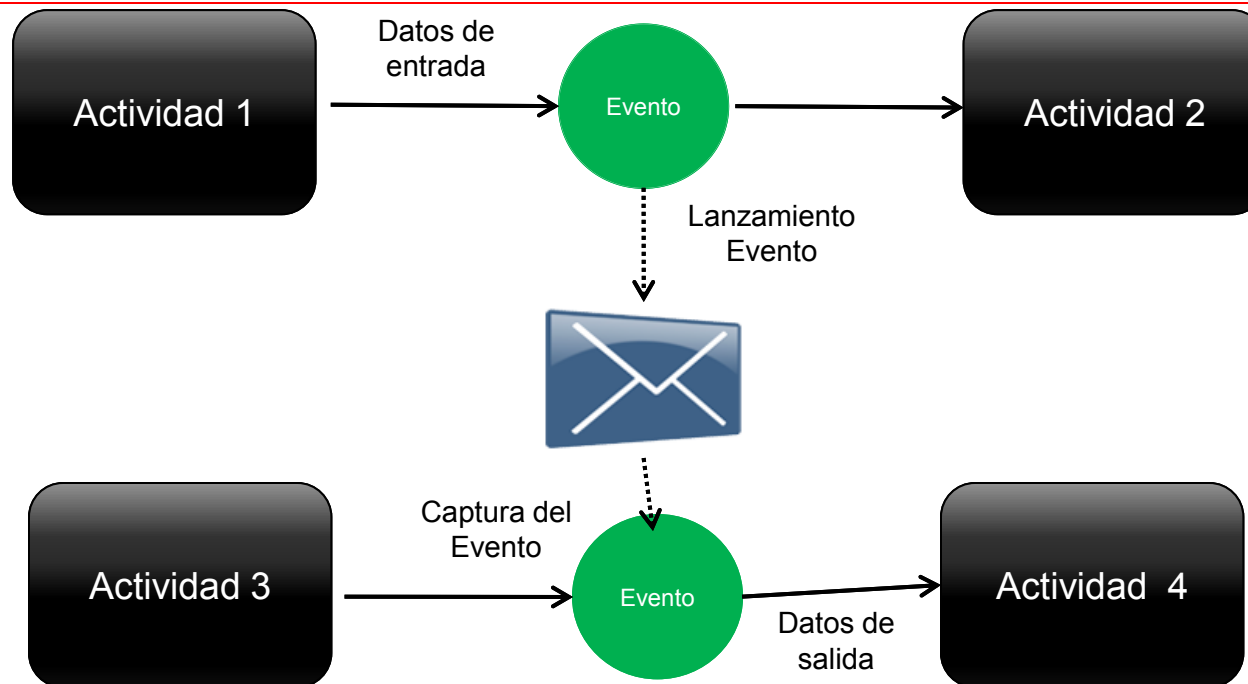 Datos de
entrada
Actividad 1
Evento
Actividad 2
Lanzamiento
Evento
Captura del
Evento
Actividad 3
Evento
Actividad 4
Datos de
salida